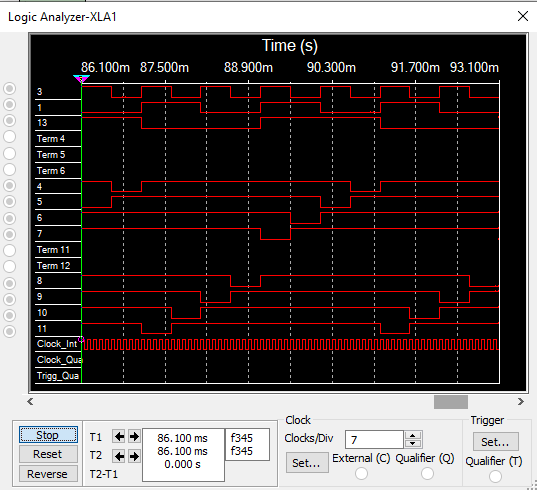 Logic Analyzer-XLA1
Time (s)
86.100m 87.500m 88.900m 90.300m 91.700m 93.100m
3
1
13
Term 4
Term 5
Term 6
4
5
6
7
Term 11
Term 12
8
9
10
11
Clock_Int
Clock_Qua
Trigg_Qua
Stop
Reset
Reverse
T1
T2
T2-T1
86.100 ms
86.100 ms
0.000 s
f345
f345
Clock
Clocks/Div 7
Set...
External (C)
Qualifier (Q)
Trigger
Set...
Qualifier (T)